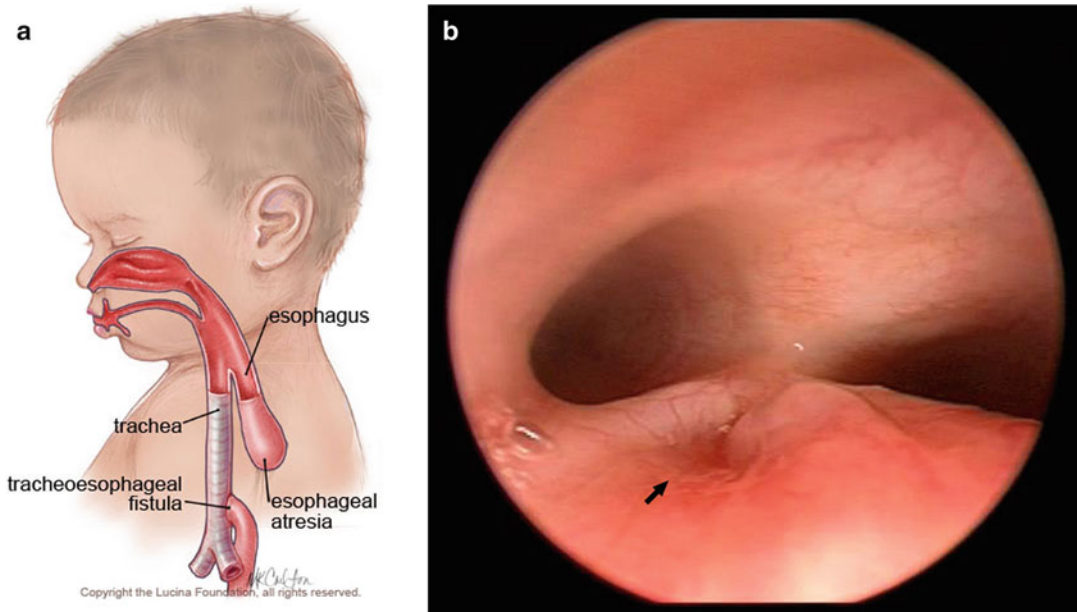 a
b
esophagus
trachea
tracheoesophageal
fistula
esophageal
atresia
Copyright the Lucina Foundation, all rights reserved.